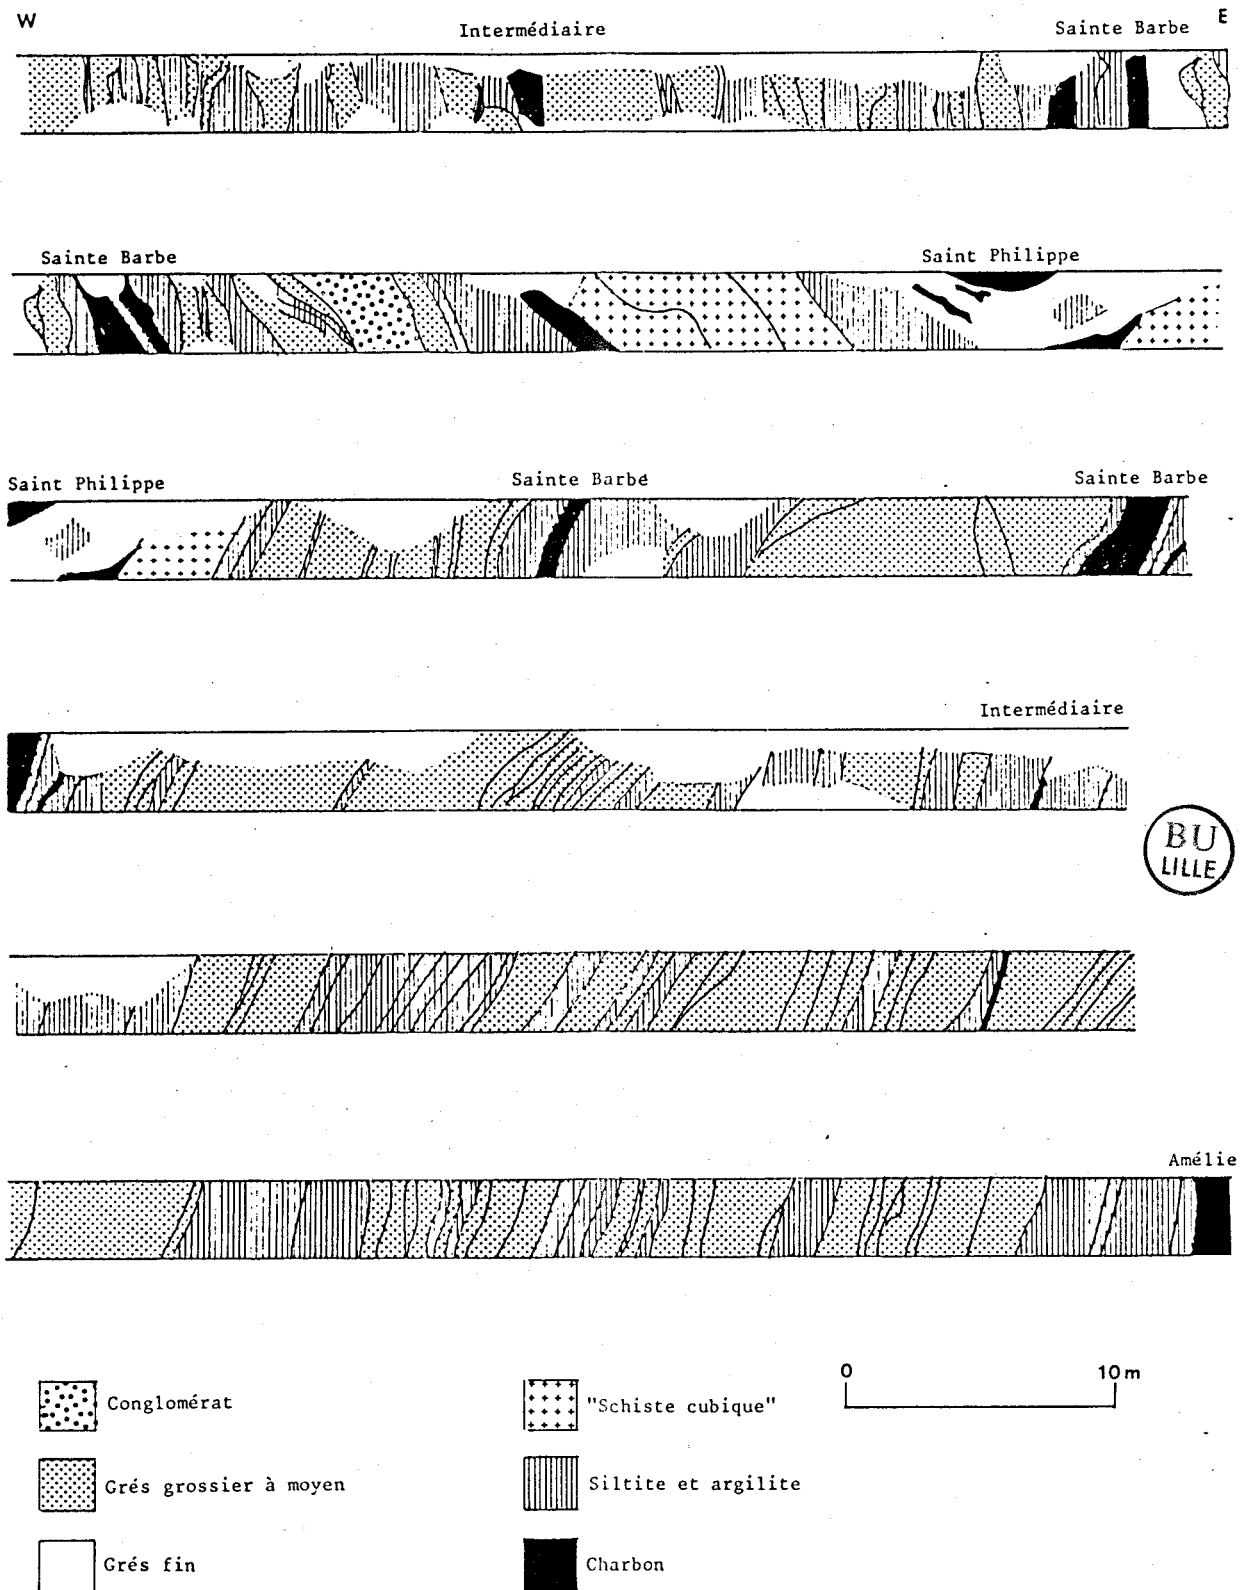 W Intermédiaire Sainte Barbe E
Sainte Barbe Saint Philippe
Saint Philippe Sainte Barbe Sainte Barbe
Intermédiaire
BU
LILLE
Amélie
0 10 m
Conglomérat "Schiste cubique"
Grés grossier à moyen Siltite et argilite
Grés fin Charbon